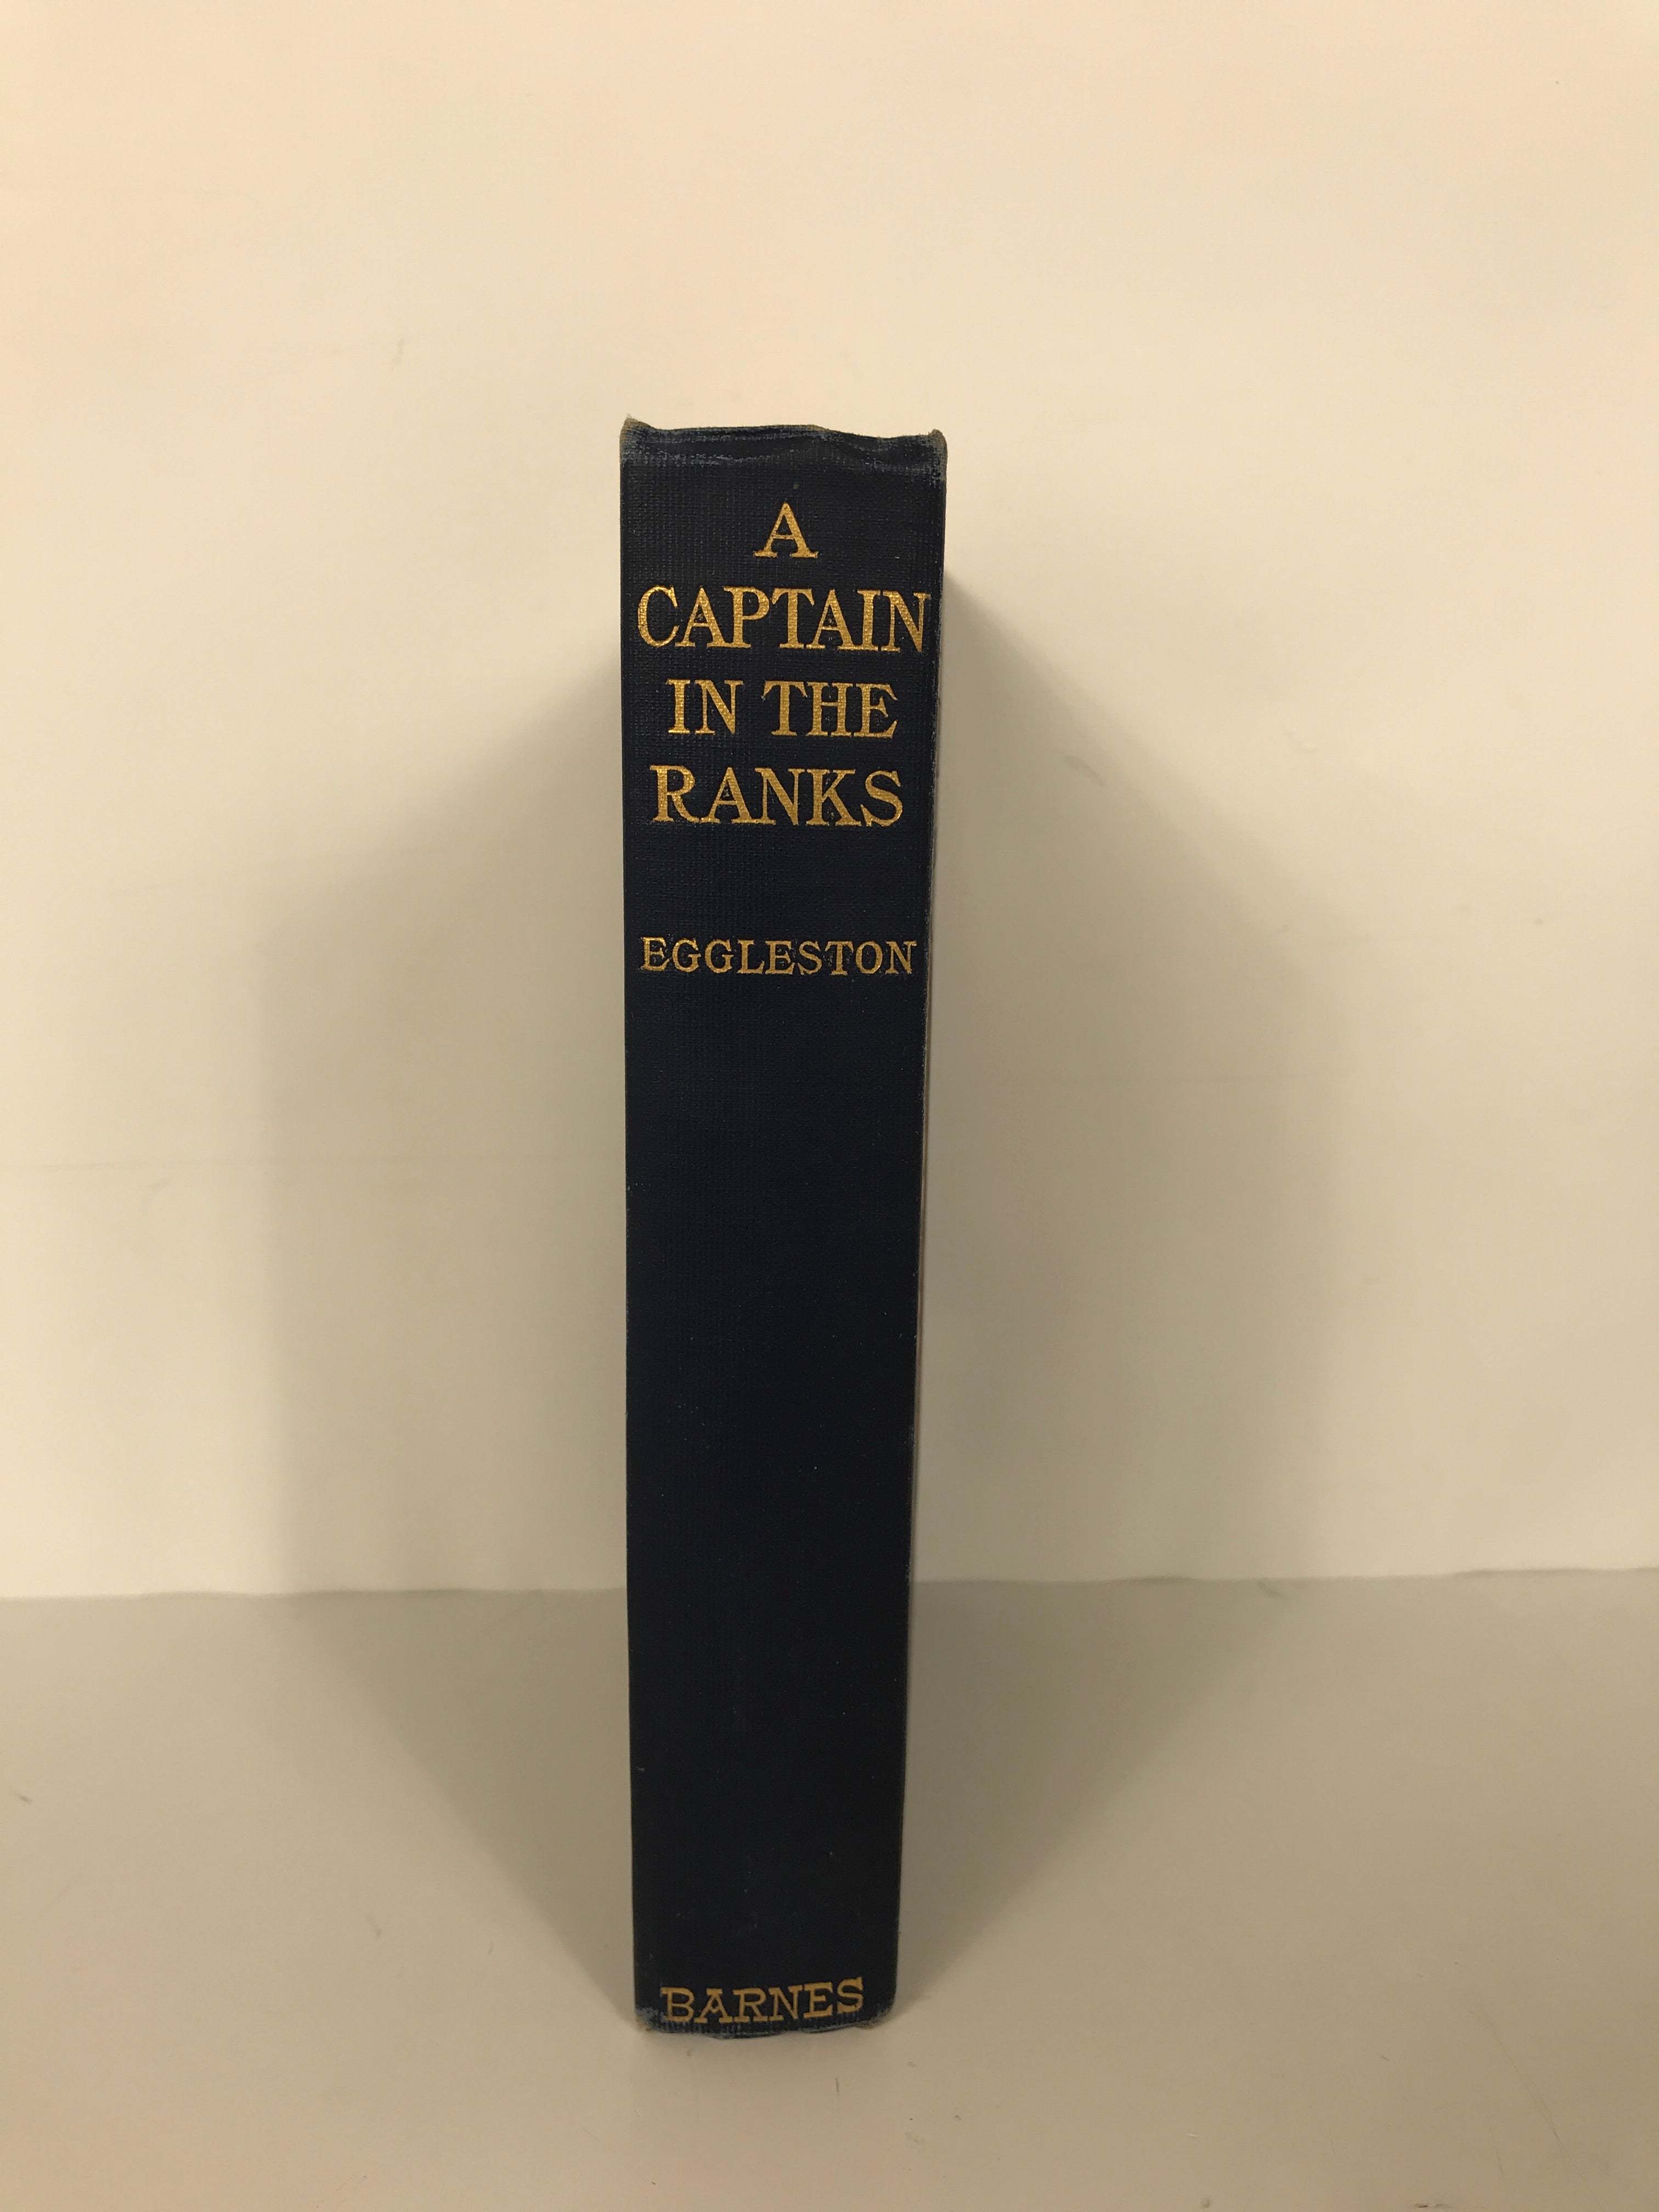 A
CAPTAIN
IN THE
RANKS
EGGLESTON
BARNES